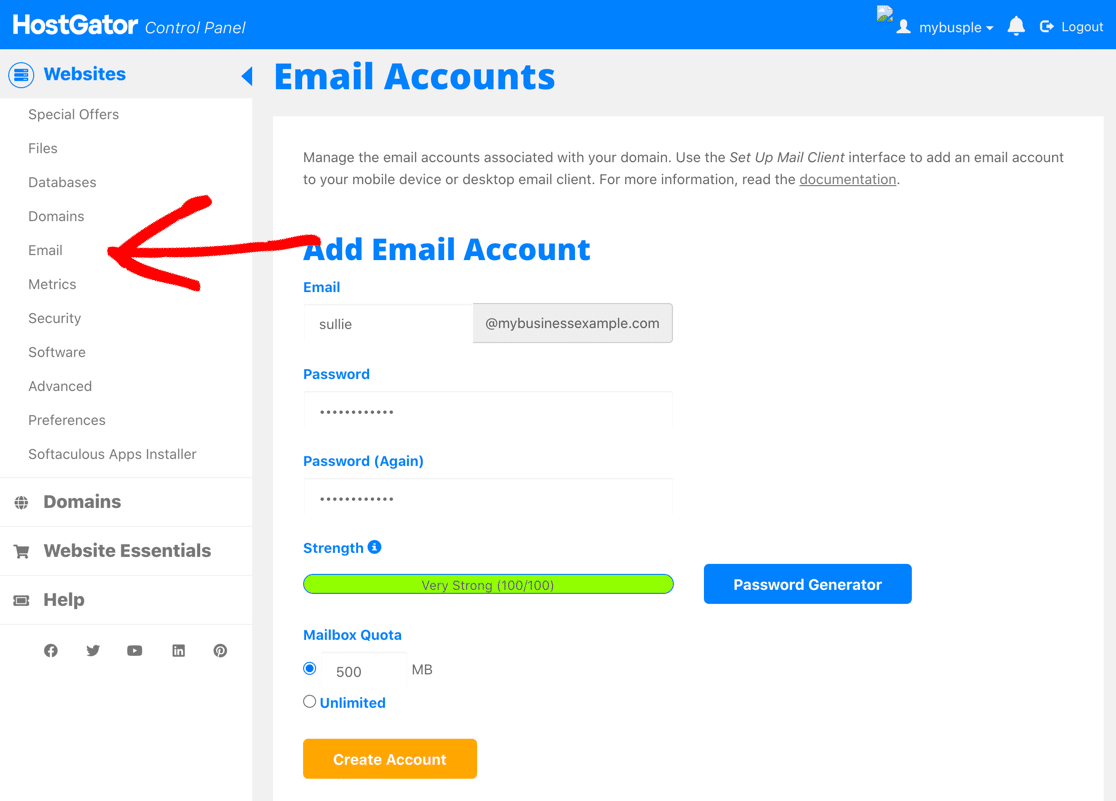 HostGator Control Panel
mybusple
Logout
Websites
Special Offers
Files
Databases
Domains
Email
Metrics
Security
Software
Advanced
Preferences
Softaculous Apps Installer
Domains
Website Essentials
Help
Email Accounts
Manage the email accounts associated with your domain. Use the Set Up Mail Client interface to add an email account
to your mobile device or desktop email client. For more information, read the documentation.
Add Email Account
Email
sullie @mybusinessexample.com
Password
••••••••••••
Password (Again)
••••••••••••
Strength
Very Strong (100/100)
Password Generator
Mailbox Quota
500 MB
Unlimited
Create Account